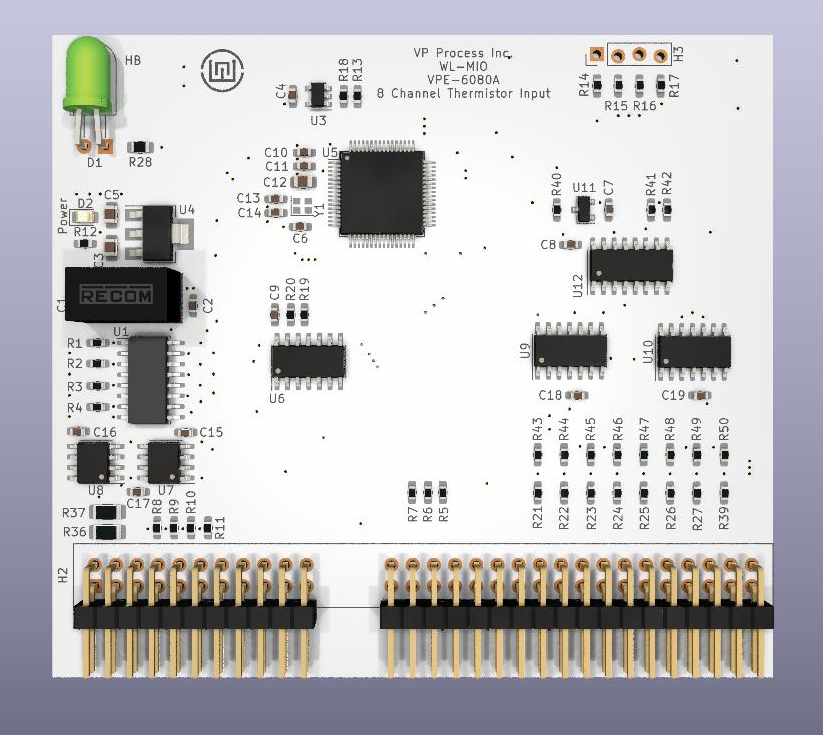 HB
VP Process Inc.
WL-MIO
VPE-6080A
8 Channel Thermistor Input
H3
R14
R15 R16
R17
C4
R18
R13
U3
D1
R28
C10
C11
C12
U5
C13
C14
Y1
C6
Power
D2
C5
U4
R12
C3
R40
U11
C7
R41
R42
C8
U12
C1
RECOM
C2
C9
R20
R19
U1
R1
R2
R3
R4
U6
U9
U10
C18
C19
C16
C15
U8
U7
C17
R43
R44
R45
R46
R47
R48
R49
R50
R37
R36
R8
R9
R10
R11
R7
R6
R5
R21
R22
R23
R24
R25
R26
R27
R39
H2